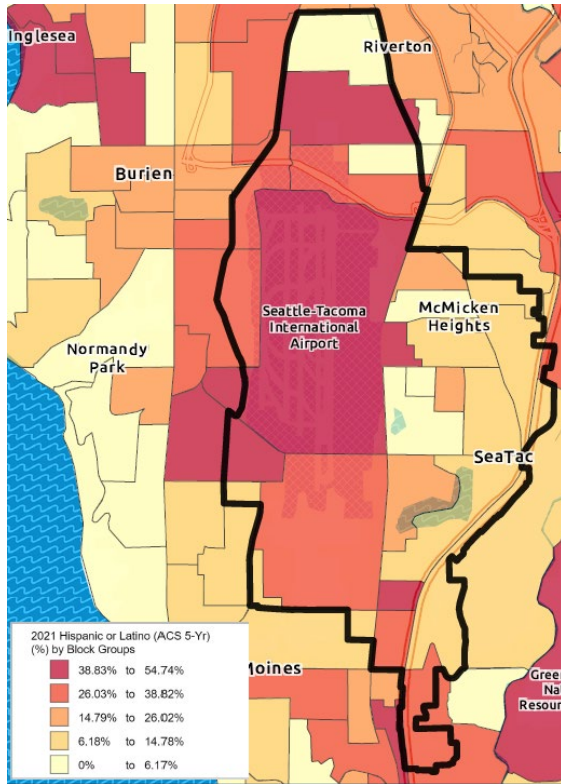 Inglesea
Riverton
Burien
Seattle-Tacoma
International
Airport
McMicken
Heights
Normandy
Park
SeaTac
2021 Hispanic or Latino (ACS 5-Yr)
(%) by Block Groups
38.83% to 54.74%
26.03% to 38.82%
14.79% to 26.02%
6.18% to 14.78%
0% to 6.17%
Moines
Green
Na
Resour